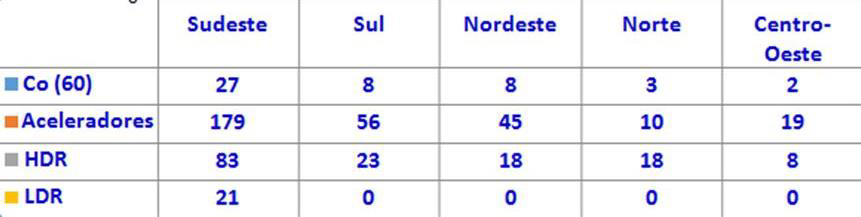 Sudeste Sul Nordeste Norte Centro-
Oeste
Co (60) 27 8 8 3 2
Aceleradores 179 56 45 10 19
HDR 83 23 18 18 8
LDR 21 0 0 0 0